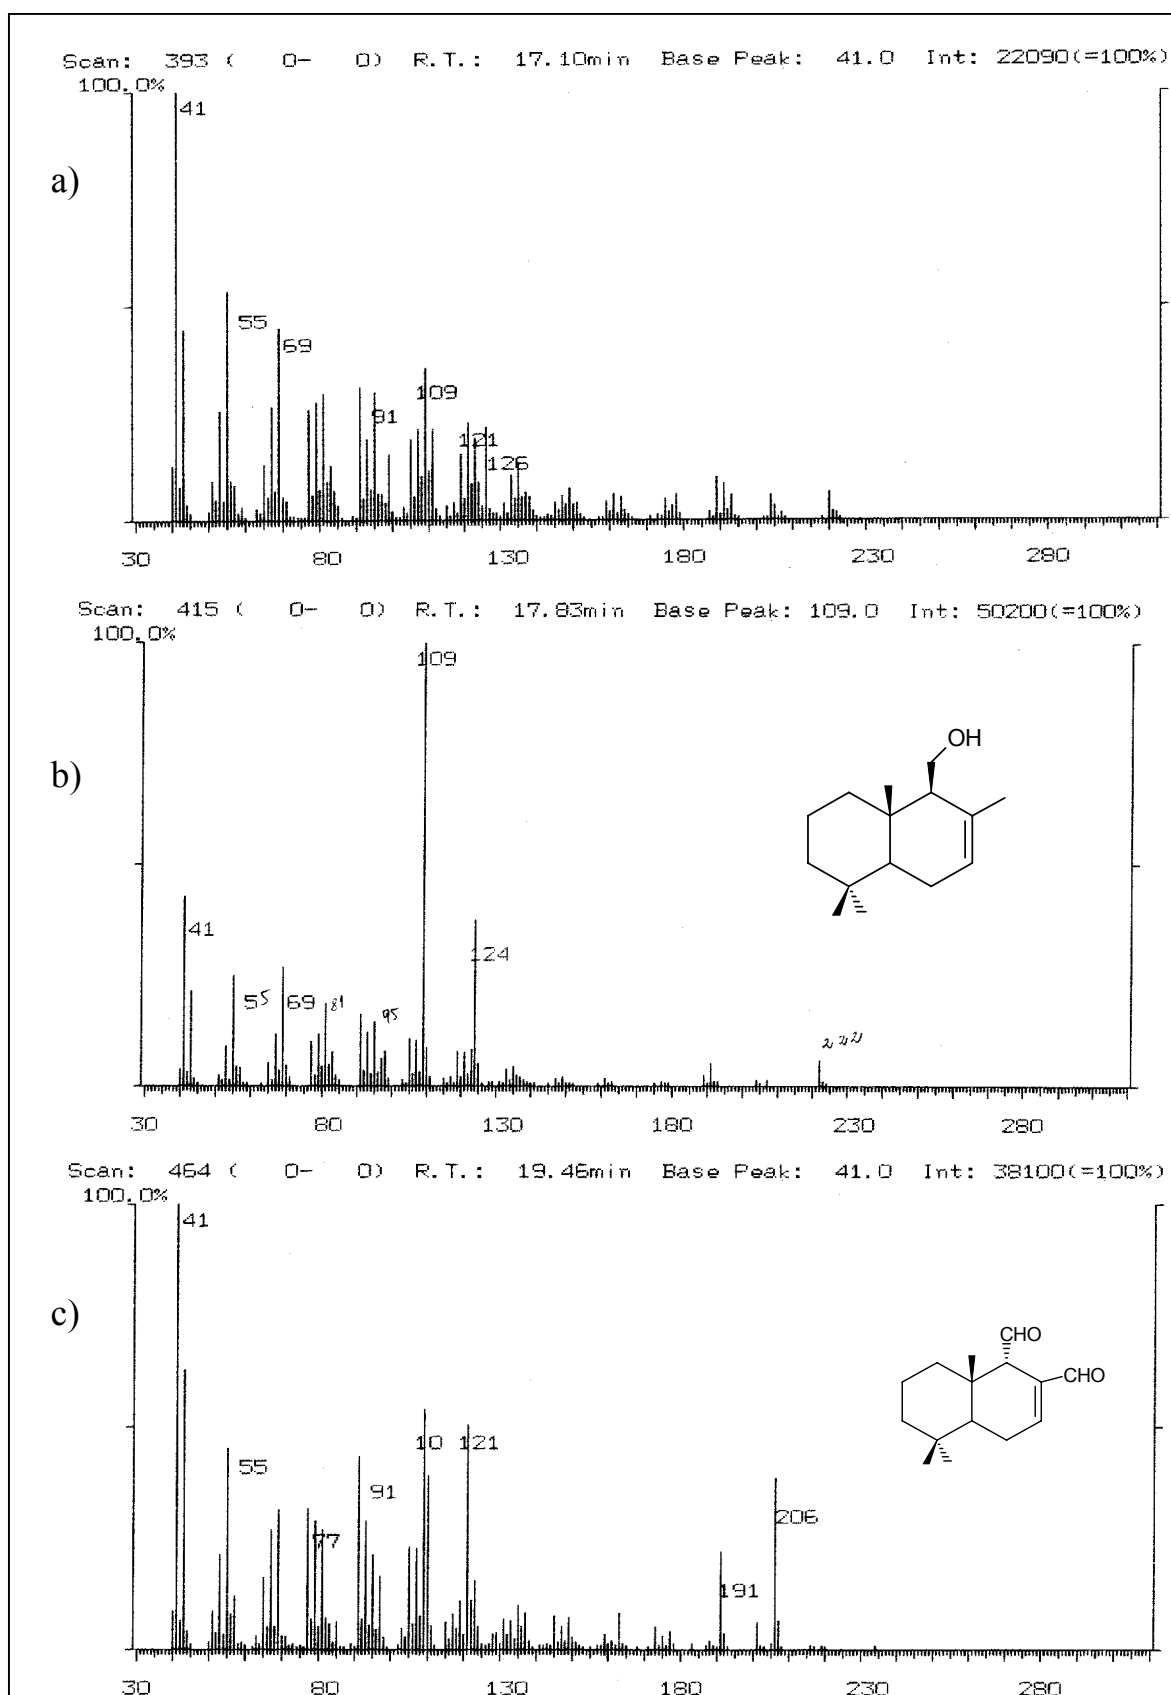 Scan: 393 ( 0- 0) R.T.: 17.10min Base Peak: 41.0 Int: 22090(=100%)
100.0%
41
a)
55
69
109
91
121
126
30 80 130 180 230 280
Scan: 415 ( 0- 0) R.T.: 17.83min Base Peak: 109.0 Int: 50200(=100%)
100.0%
109
OH
b)
41
124
55 69 81 95
222
30 80 130 180 230 280
Scan: 464 ( 0- 0) R.T.: 19.46min Base Peak: 41.0 Int: 38100(=100%)
100.0%
41
c)
CHO
CHO
10 121
55
91
206
77
191
30 80 130 180 230 280